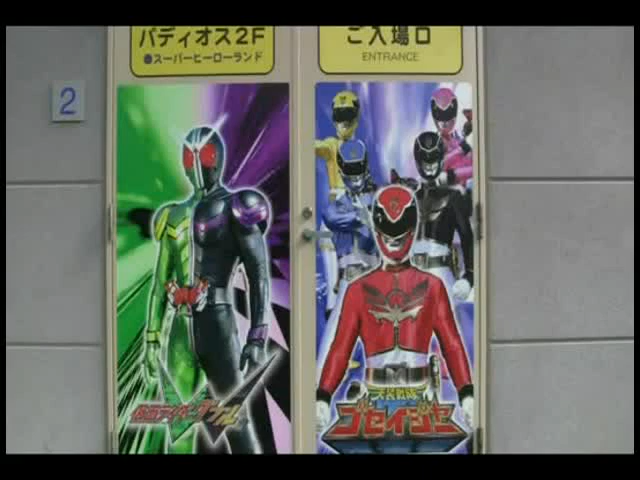 パディオス2F
●スーパーヒーローランド
ご入場口
ENTRANCE
2
仮面ライダーダブル
天装戦隊
ゴセイジャー